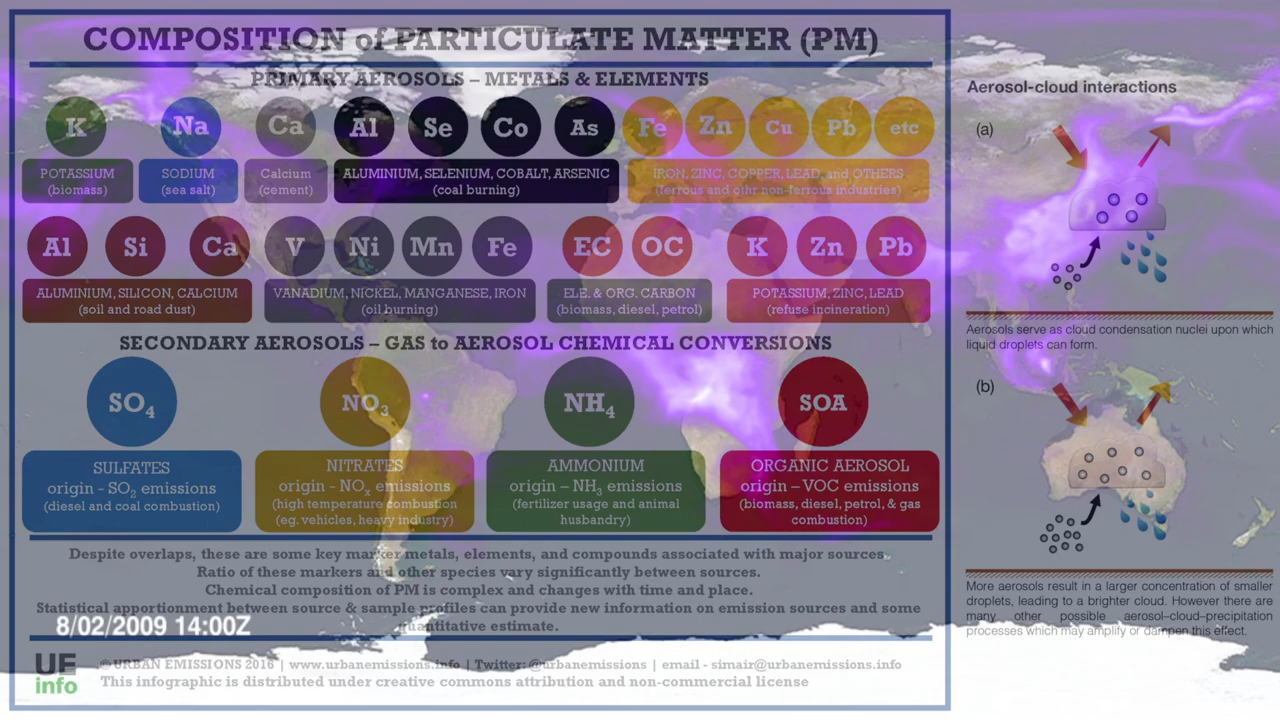 COMPOSITION of PARTICULATE MATTER (PM)
PRIMARY AEROSOLS – METALS & ELEMENTS
K Na Ca Al Se Co As Fe Zn Cu Pb etc
POTASSIUM
(biomass)
SODIUM
(sea salt)
Calcium
(cement)
ALUMINIUM, SELENIUM, COBALT, ARSENIC
(coal burning)
IRON, ZINC, COPPER, LEAD, and OTHERS
(ferrous and othr non-ferrous industries)
Al Si Ca V Ni Mn Fe EC OC K Zn Pb
ALUMINIUM, SILICON, CALCIUM
(soil and road dust)
VANADIUM, NICKEL, MANGANESE, IRON
(oil burning)
ELE. & ORG. CARBON
(biomass, diesel, petrol)
POTASSIUM, ZINC, LEAD
(refuse incineration)
SECONDARY AEROSOLS – GAS to AEROSOL CHEMICAL CONVERSIONS
SO₄ NO₃ NH₄ SOA
SULFATES
origin - SO₂ emissions
(diesel and coal combustion)
NITRATES
origin - NOₓ emissions
(high temperature combustion
(eg. vehicles, heavy industry)
AMMONIUM
origin – NH₃ emissions
(fertilizer usage and animal
husbandry)
ORGANIC AEROSOL
origin – VOC emissions
(biomass, diesel, petrol, & gas
combustion)
Despite overlaps, these are some key marker metals, elements, and compounds associated with major sources.
Ratio of these markers and other species vary significantly between sources.
Chemical composition of PM is complex and changes with time and place.
Statistical apportionment between source & sample profiles can provide new information on emission sources and some
quantitative estimate.
8/02/2009 14:00Z
UE
info
© URBAN EMISSIONS 2016 | www.urbanemissions.info | Twitter: @urbanemissions | email - simair@urbanemissions.info
This infographic is distributed under creative commons attribution and non-commercial license
Aerosol-cloud interactions
(a)
Aerosols serve as cloud condensation nuclei upon which
liquid droplets can form.
(b)
More aerosols result in a larger concentration of smaller
droplets, leading to a brighter cloud. However there are
many other possible aerosol–cloud–precipitation
processes which may amplify or dampen this effect.